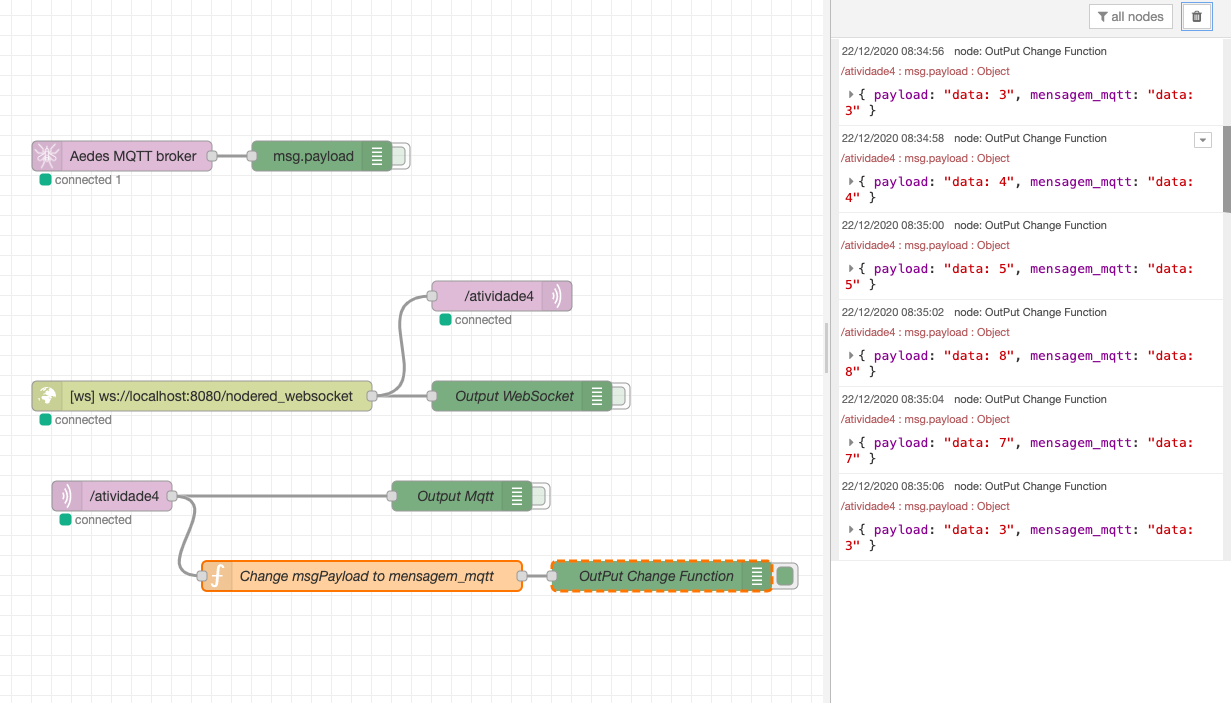 Aedes MQTT broker
msg.payload
connected 1
/atividade4
connected
[ws] ws://localhost:8080/nodered_websocket
Output WebSocket
connected
/atividade4
Output Mqtt
connected
Change msgPayload to mensagem_mqtt
OutPut Change Function
all nodes
22/12/2020 08:34:56 node: OutPut Change Function
/atividade4 : msg.payload : Object
{ payload: "data: 3", mensagem_mqtt: "data:
3" }
22/12/2020 08:34:58 node: OutPut Change Function
/atividade4 : msg.payload : Object
{ payload: "data: 4", mensagem_mqtt: "data:
4" }
22/12/2020 08:35:00 node: OutPut Change Function
/atividade4 : msg.payload : Object
{ payload: "data: 5", mensagem_mqtt: "data:
5" }
22/12/2020 08:35:02 node: OutPut Change Function
/atividade4 : msg.payload : Object
{ payload: "data: 8", mensagem_mqtt: "data:
8" }
22/12/2020 08:35:04 node: OutPut Change Function
/atividade4 : msg.payload : Object
{ payload: "data: 7", mensagem_mqtt: "data:
7" }
22/12/2020 08:35:06 node: OutPut Change Function
/atividade4 : msg.payload : Object
{ payload: "data: 3", mensagem_mqtt: "data:
3" }